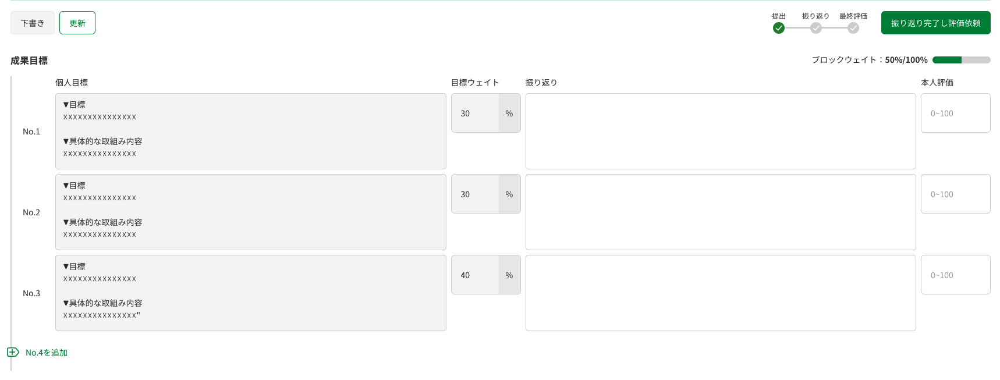 下書き 更新
提出 振り返り 最終評価
振り返り完了し評価依頼
成果目標
ブロックウェイト：50%/100%
個人目標 目標ウェイト 振り返り 本人評価
No.1
▼目標
xxxxxxxxxxxxxxx
▼具体的な取組み内容
xxxxxxxxxxxxxxx
30 %
0~100
No.2
▼目標
xxxxxxxxxxxxxxx
▼具体的な取組み内容
xxxxxxxxxxxxxxx
30 %
0~100
No.3
▼目標
xxxxxxxxxxxxxxx
▼具体的な取組み内容
xxxxxxxxxxxxxxx"
40 %
0~100
No.4を追加